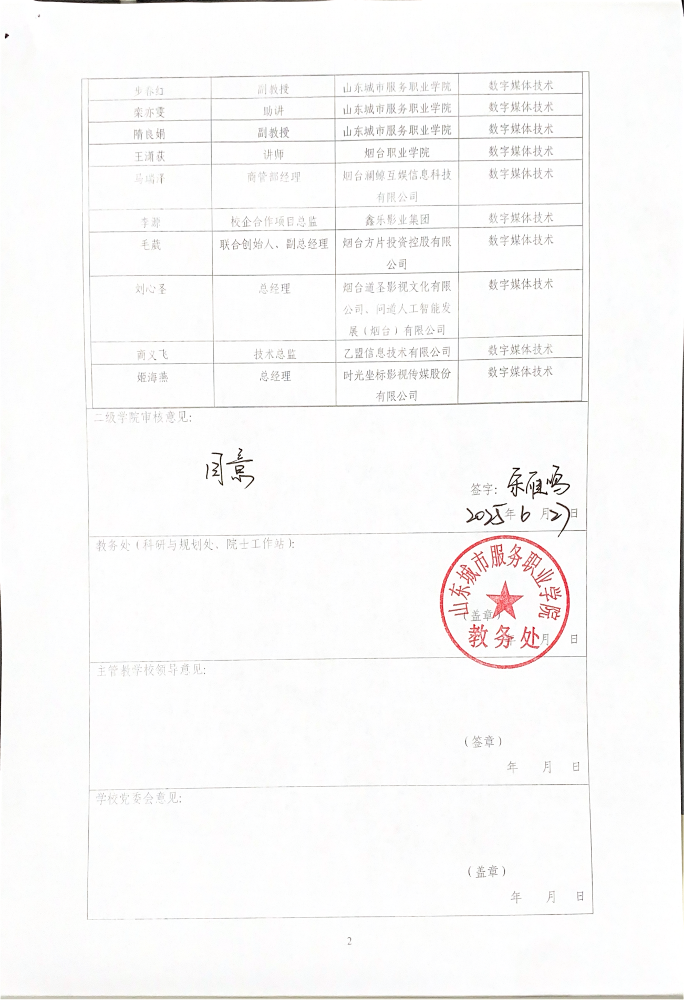 步春红 副教授 山东城市服务职业学院 数字媒体技术
栾亦雯 助讲 山东城市服务职业学院 数字媒体技术
隋良娟 副教授 山东城市服务职业学院 数字媒体技术
王潇荻 讲师 烟台职业学院 数字媒体技术
马瑞泽 商管部经理 烟台澜鲸互娱信息科技 数字媒体技术
有限公司
李源 校企合作项目总监 鑫乐影业集团 数字媒体技术
毛葳 联合创始人、副总经理 烟台方片投资控股有限 数字媒体技术
公司
刘心圣 总经理 烟台道圣影视文化有限 数字媒体技术
公司、问道人工智能发
展（烟台）有限公司
商义飞 技术总监 乙盟信息技术有限公司 数字媒体技术
姬海燕 总经理 时光坐标影视传媒股份 数字媒体技术
有限公司
二级学院审核意见：
同意
签字：
2025年6月27日
教务处（科研与规划处、院士工作站）：
山东城市服务职业学院
（盖章）
教务处
年 月 日
主管教学校领导意见：
（签章）
年 月 日
学校党委会意见：
（盖章）
年 月 日
2